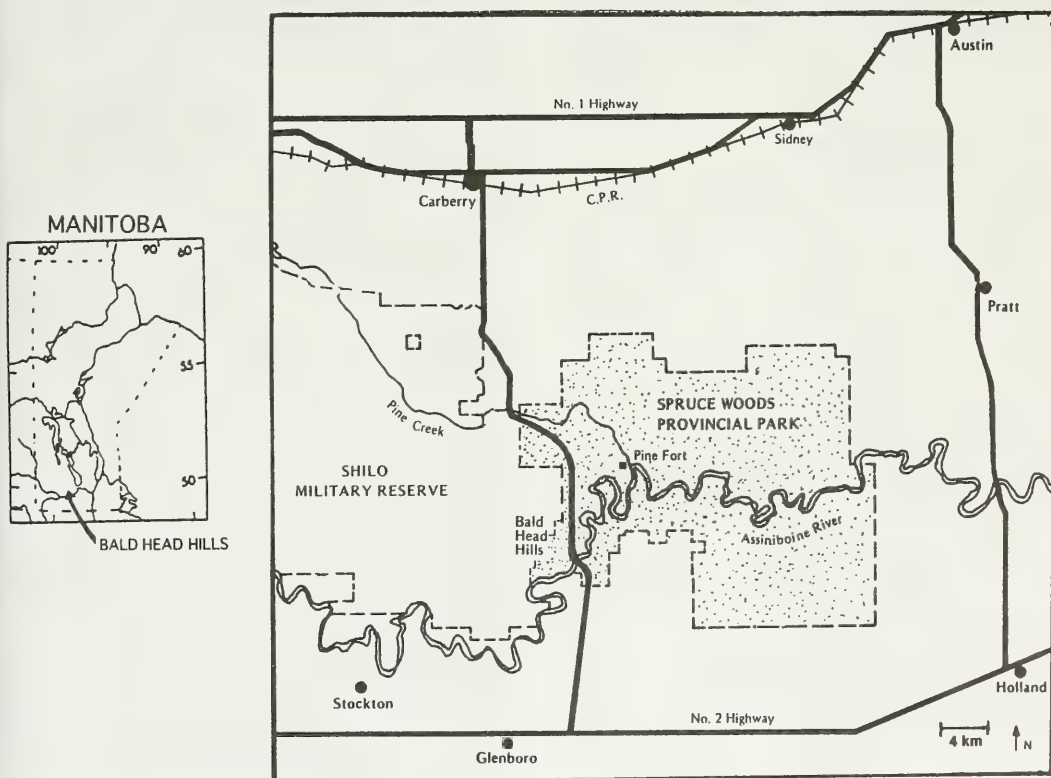 MANITOBA
100
90
60
55
50
BALD HEAD HILLS
Austin
No. 1 Highway
Sidney
Carberry
C.P.R.
Pratt
Pine Creek
SPRUCE WOODS
PROVINCIAL PARK
Pine Fort
SHILO
MILITARY RESERVE
Bald
Head
Hills
Assiniboine River
Stockton
Holland
No. 2 Highway
4 km
N
Glenboro